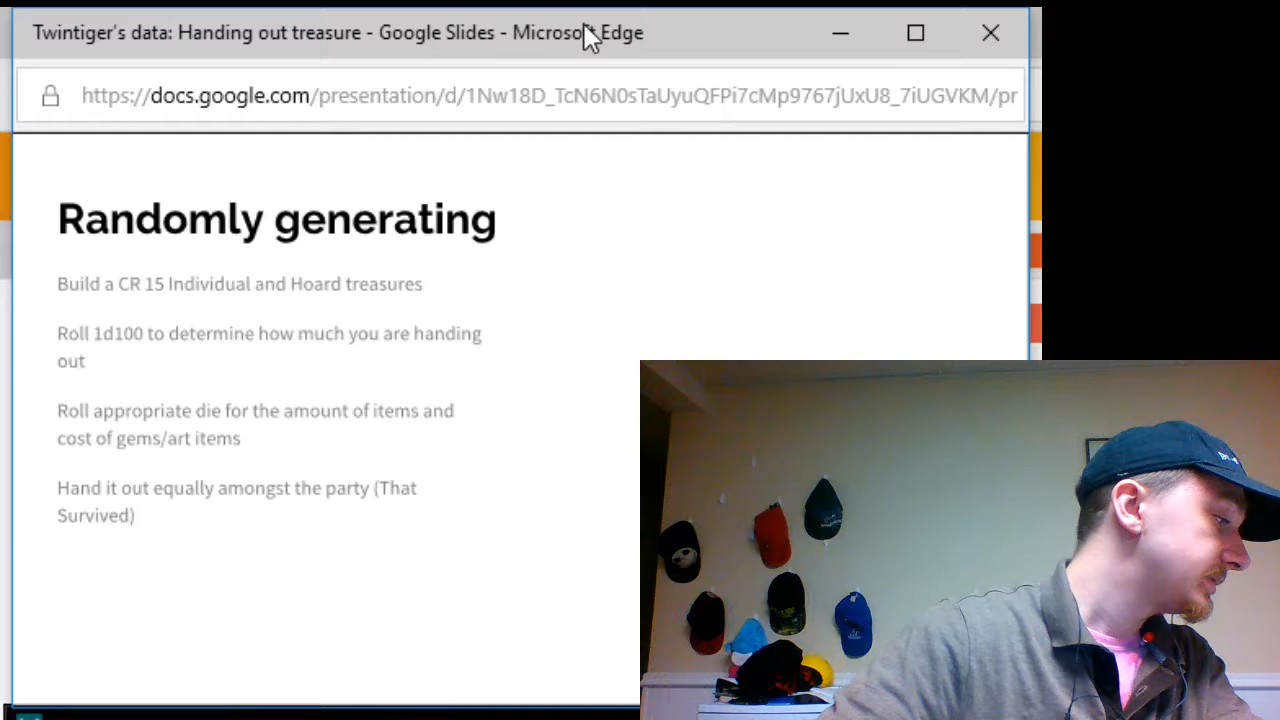 Twintiger's data: Handing out treasure - Google Slides - Microsoft Edge
https://docs.google.com/presentation/d/1Nw18D_TcN6N0sTaUyuQFPi7cMp9767jUxU8_7iUGVKM/pr
Randomly generating
Build a CR 15 Individual and Hoard treasures
Roll 1d100 to determine how much you are handing
out
Roll appropriate die for the amount of items and
cost of gems/art items
Hand it out equally amongst the party (That
Survived)